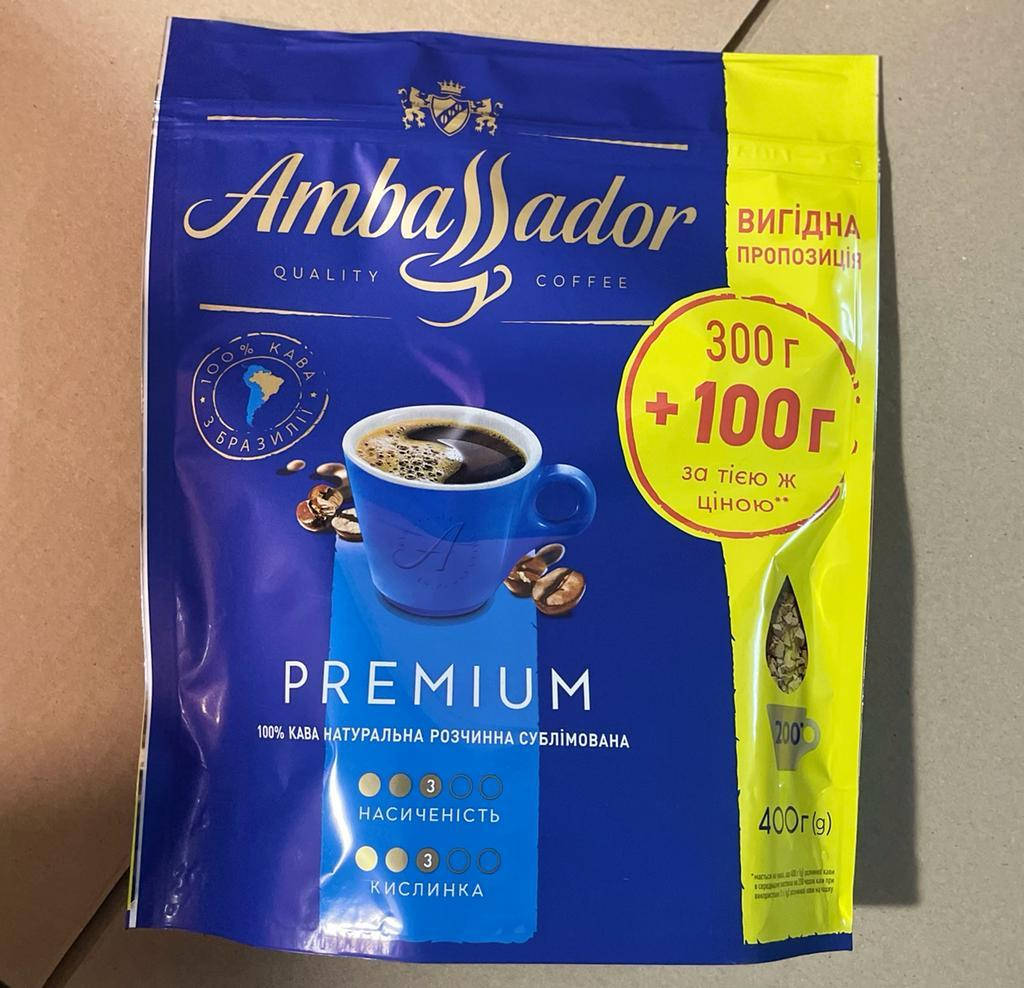 Ambassador
QUALITY COFFEE
ВИГІДНА
ПРОПОЗИЦІЯ
300 г
+ 100 г
за тією ж
ціною**
100% КАВА
З БРАЗИЛІЇ
A
PREMIUM
100% КАВА НАТУРАЛЬНА РОЗЧИННА СУБЛІМОВАНА
3
НАСИЧЕНІСТЬ
3
КИСЛИНКА
200*
400г (g)